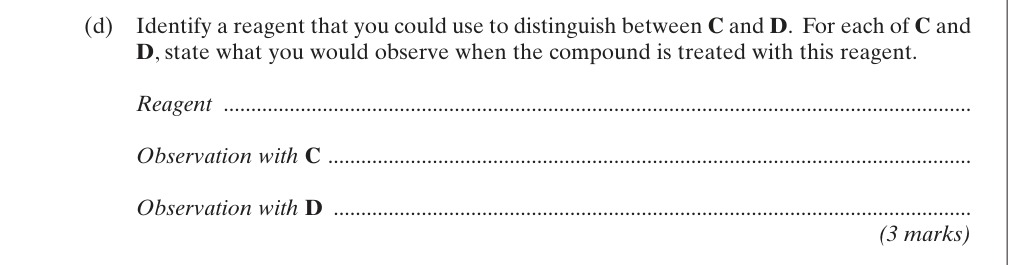 (d) Identify a reagent that you could use to distinguish between C and D. For each of C and
D, state what you would observe when the compound is treated with this reagent.
Reagent ........................................................................................................................................
Observation with C .....................................................................................................................
Observation with D ....................................................................................................................
(3 marks)